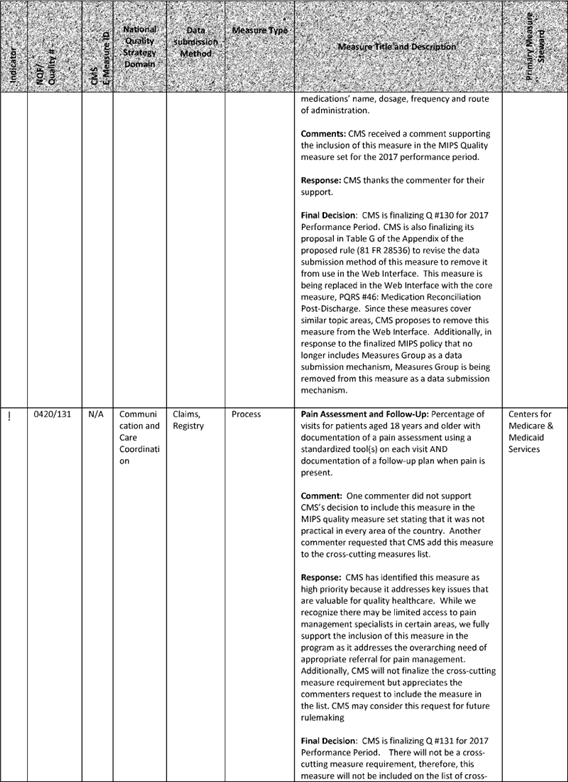 Indicator
NQF/
Quality #
CMS
E-Measure ID
National
Quality
Strategy
Domain
Data
submission
Method
Measure Type
Measure Title and Description
Primary Measure
Steward
medications' name, dosage, frequency and route
of administration.
Comments: CMS received a comment supporting
the inclusion of this measure in the MIPS Quality
measure set for the 2017 performance period.
Response: CMS thanks the commenter for their
support.
Final Decision: CMS is finalizing Q #130 for 2017
Performance Period. CMS is also finalizing its
proposal in Table G of the Appendix of the
proposed rule (81 FR 28536) to revise the data
submission method of this measure to remove it
from use in the Web Interface. This measure is
being replaced in the Web Interface with the core
measure, PQRS #46: Medication Reconciliation
Post-Discharge. Since these measures cover
similar topic areas, CMS proposes to remove this
measure from the Web Interface. Additionally, in
response to the finalized MIPS policy that no
longer includes Measures Group as a data
submission mechanism, Measures Group is being
removed from this measure as a data submission
mechanism.
!
0420/131
N/A
Communi
cation and
Care
Coordinati
on
Claims,
Registry
Process
Pain Assessment and Follow-Up: Percentage of
visits for patients aged 18 years and older with
documentation of a pain assessment using a
standardized tool(s) on each visit AND
documentation of a follow-up plan when pain is
present.
Comment: One commenter did not support
CMS's decision to include this measure in the
MIPS quality measure set stating that it was not
practical in every area of the country. Another
commenter requested that CMS add this measure
to the cross-cutting measures list.
Response: CMS has identified this measure as
high priority because it addresses key issues that
are valuable for quality healthcare. While we
recognize there may be limited access to pain
management specialists in certain areas, we fully
support the inclusion of this measure in the
program as it addresses the overarching need of
appropriate referral for pain management.
Additionally, CMS will not finalize the cross-cutting
measure requirement but appreciates the
commenters request to include the measure in
the list. CMS may consider this request for future
rulemaking
Final Decision: CMS is finalizing Q #131 for 2017
Performance Period. There will not be a cross-
cutting measure requirement, therefore, this
measure will not be included on the list of cross-
Centers for
Medicare &
Medicaid
Services